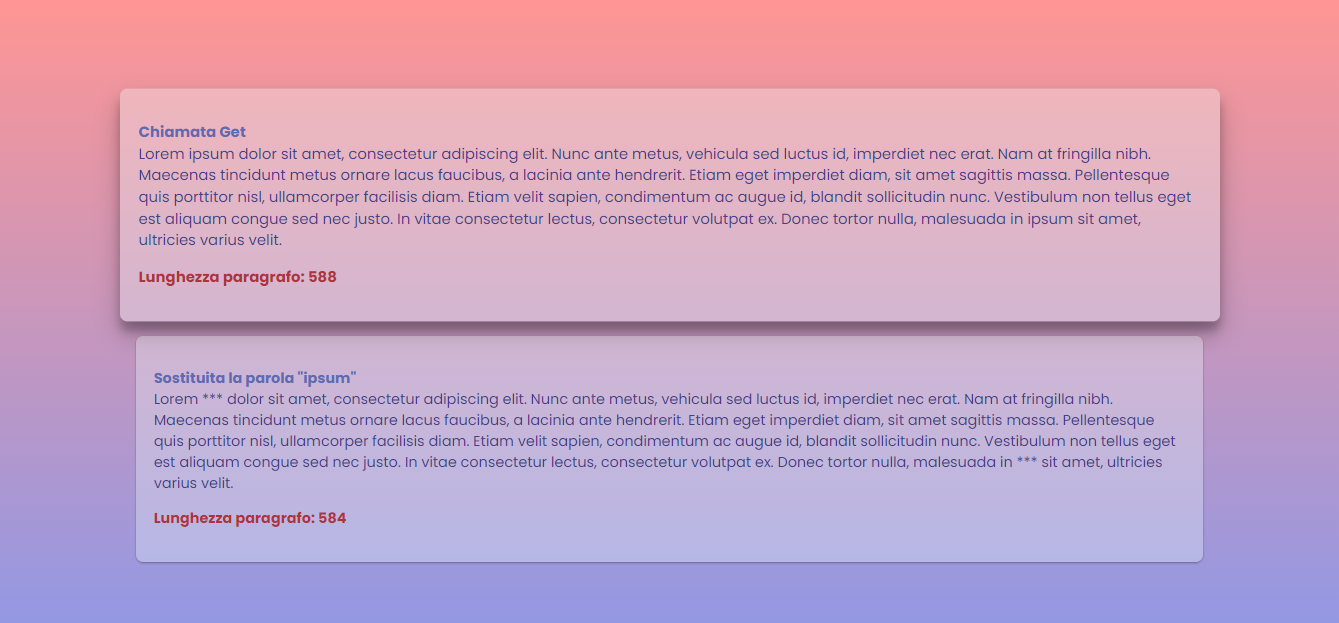 Chiamata Get
Lorem ipsum dolor sit amet, consectetur adipiscing elit. Nunc ante metus, vehicula sed luctus id, imperdiet nec erat. Nam at fringilla nibh.
Maecenas tincidunt metus ornare lacus faucibus, a lacinia ante hendrerit. Etiam eget imperdiet diam, sit amet sagittis massa. Pellentesque
quis porttitor nisl, ullamcorper facilisis diam. Etiam velit sapien, condimentum ac augue id, blandit sollicitudin nunc. Vestibulum non tellus eget
est aliquam congue sed nec justo. In vitae consectetur lectus, consectetur volutpat ex. Donec tortor nulla, malesuada in ipsum sit amet,
ultricies varius velit.
Lunghezza paragrafo: 588
Sostituita la parola "ipsum"
Lorem *** dolor sit amet, consectetur adipiscing elit. Nunc ante metus, vehicula sed luctus id, imperdiet nec erat. Nam at fringilla nibh.
Maecenas tincidunt metus ornare lacus faucibus, a lacinia ante hendrerit. Etiam eget imperdiet diam, sit amet sagittis massa. Pellentesque
quis porttitor nisl, ullamcorper facilisis diam. Etiam velit sapien, condimentum ac augue id, blandit sollicitudin nunc. Vestibulum non tellus eget
est aliquam congue sed nec justo. In vitae consectetur lectus, consectetur volutpat ex. Donec tortor nulla, malesuada in *** sit amet, ultricies
varius velit.
Lunghezza paragrafo: 584